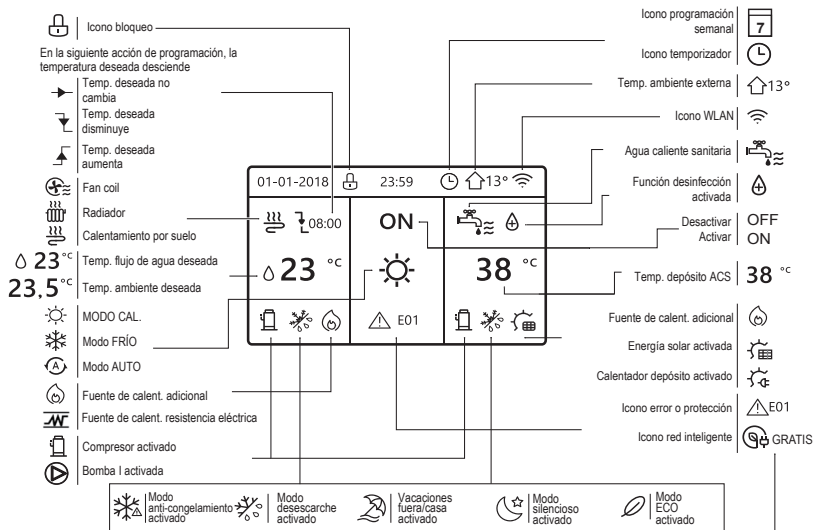 Icono bloqueo
En la siguiente acción de programación, la
temperatura deseada desciende
Temp. deseada no
cambia
Temp. deseada
disminuye
Temp. deseada
aumenta
Fan coil
Radiador
Calentamiento por suelo
23°C Temp. flujo de agua deseada
23,5°C Temp. ambiente deseada
MODO CAL.
Modo FRÍO
A Modo AUTO
Fuente de calent. adicional
Fuente de calent. resistencia eléctrica
Compresor activado
Bomba I activada
01-01-2018 23:59 13°
08:00 ON
23 °C 38 °C
E01
Icono programación
semanal 7
Icono temporizador
Temp. ambiente externa 13°
Icono WLAN
Agua caliente sanitaria
Función desinfección
activada
Desactivar OFF
Activar ON
Temp. depósito ACS 38 °C
Fuente de calent. adicional
Energía solar activada
Calentador depósito activado
Icono error o protección E01
Icono red inteligente GRATIS
Modo
anti-congelamiento
activado
Modo
desescarche
activado
Vacaciones
fuera/casa
activado
Modo
silencioso
activado
Modo
ECO
activado